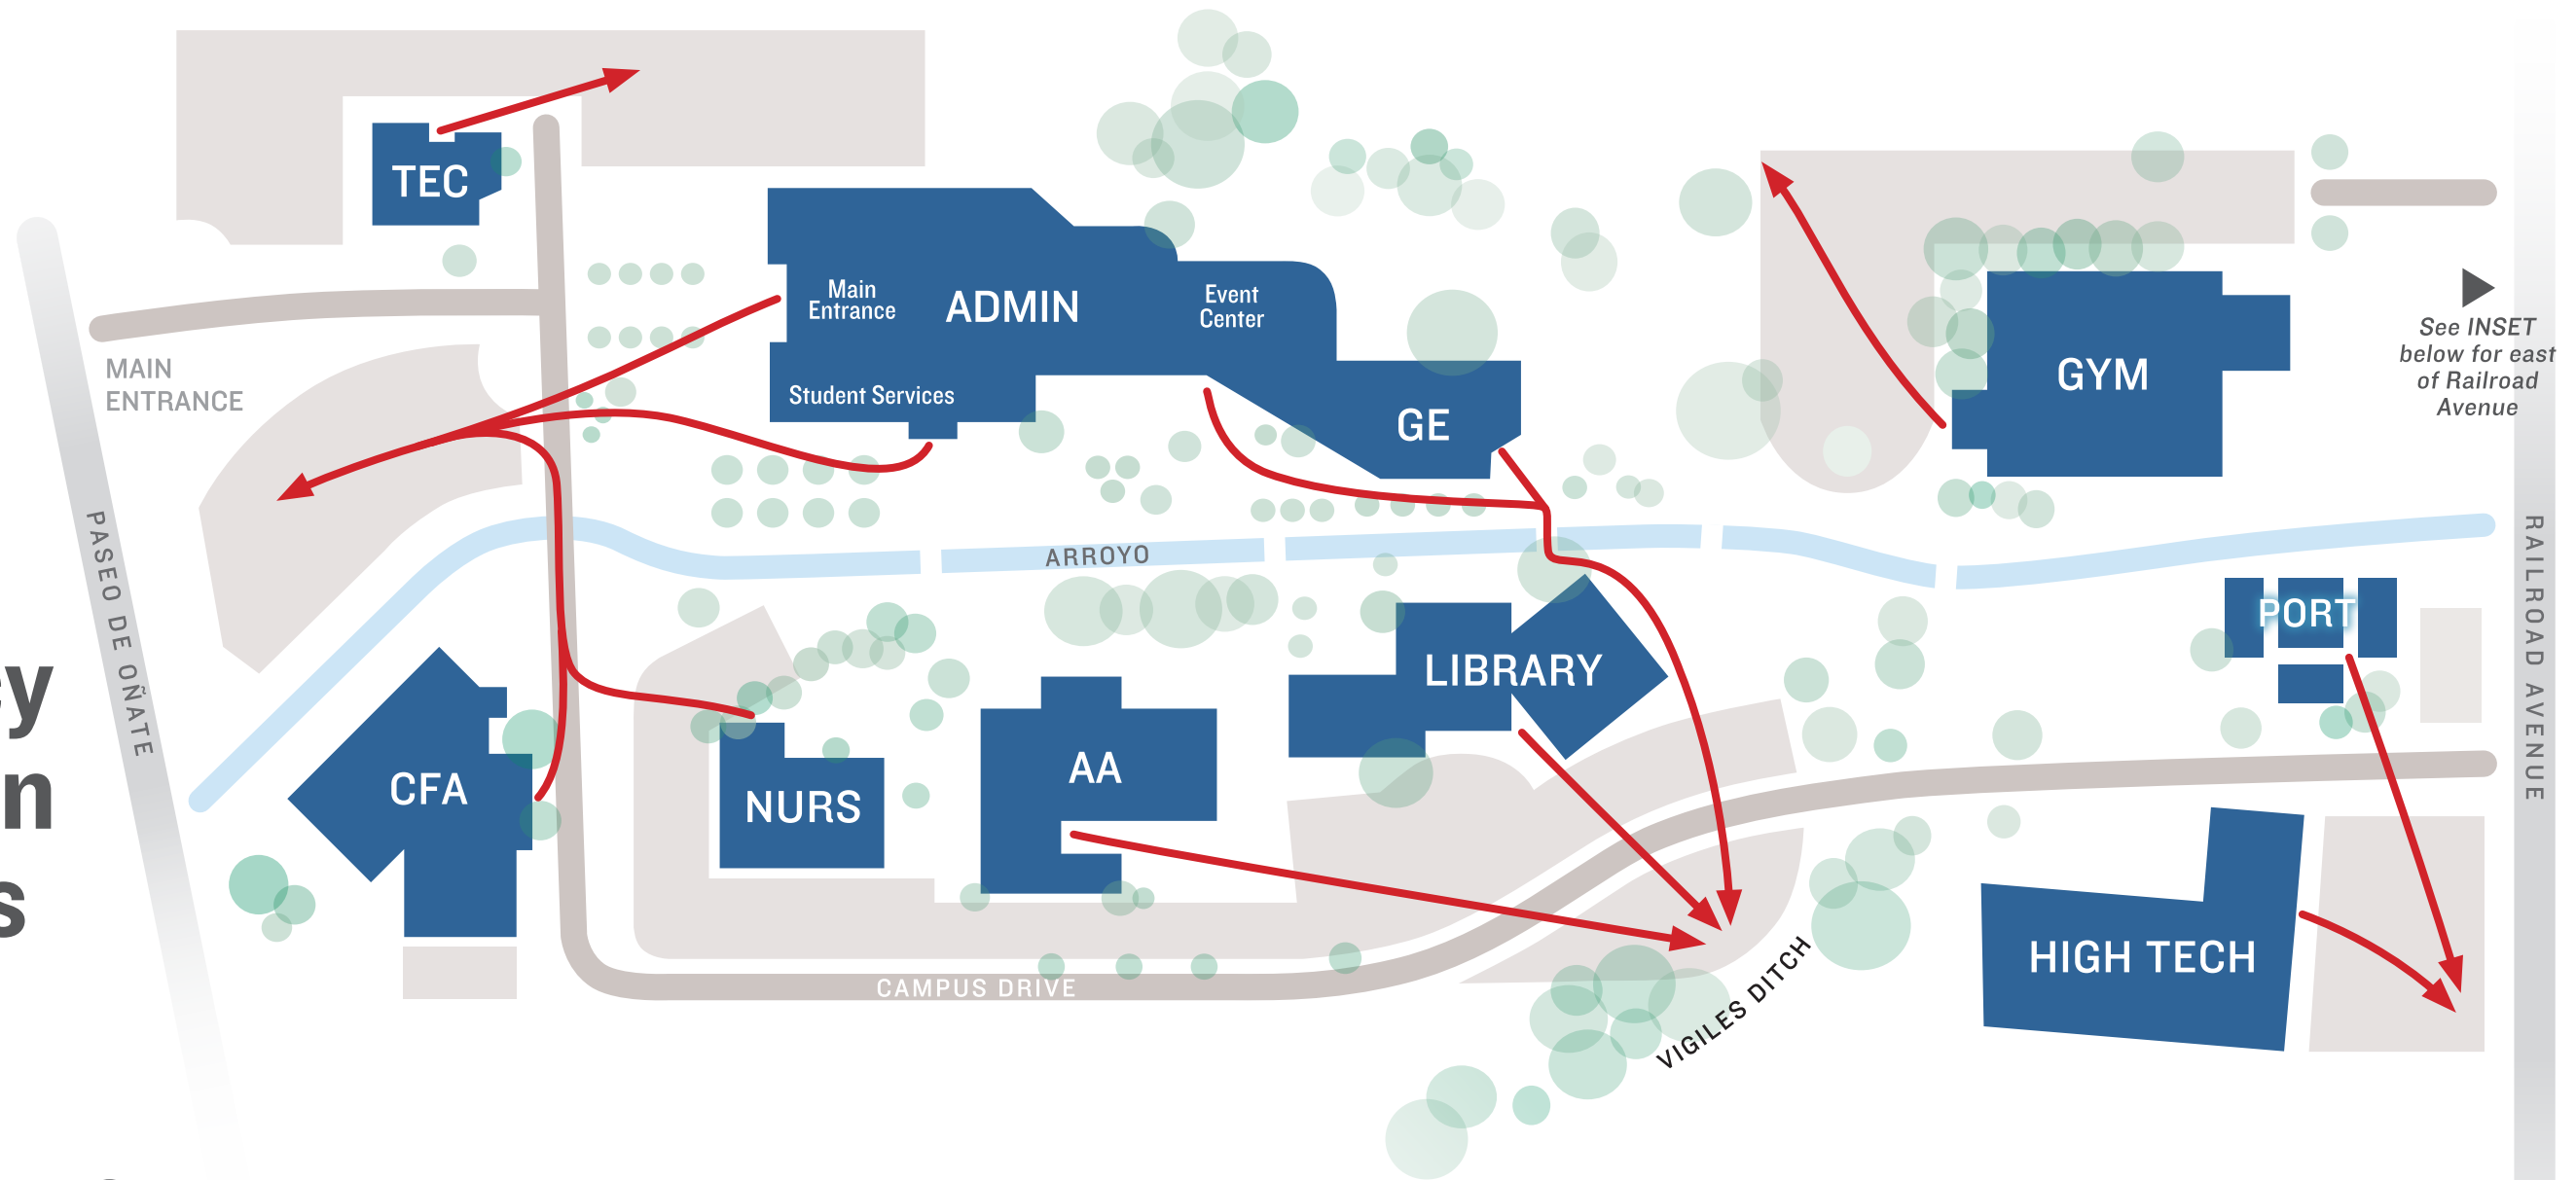 TEC
Main
Entrance
ADMIN
Event
Center
Student Services
GE
GYM
See INSET
below for east
of Railroad
Avenue
MAIN
ENTRANCE
PASEO DE OÑATE
ARROYO
RAILROAD AVENUE
PORT
LIBRARY
CFA
NURS
AA
HIGH TECH
CAMPUS DRIVE
VIGILES DITCH
y
n
s